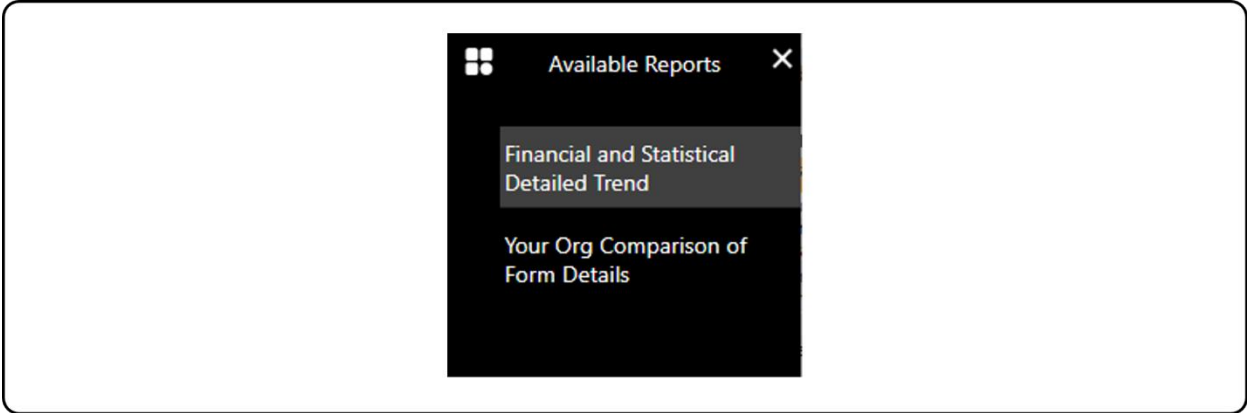 Available Reports
Financial and Statistical
Detailed Trend
Your Org Comparison of
Form Details